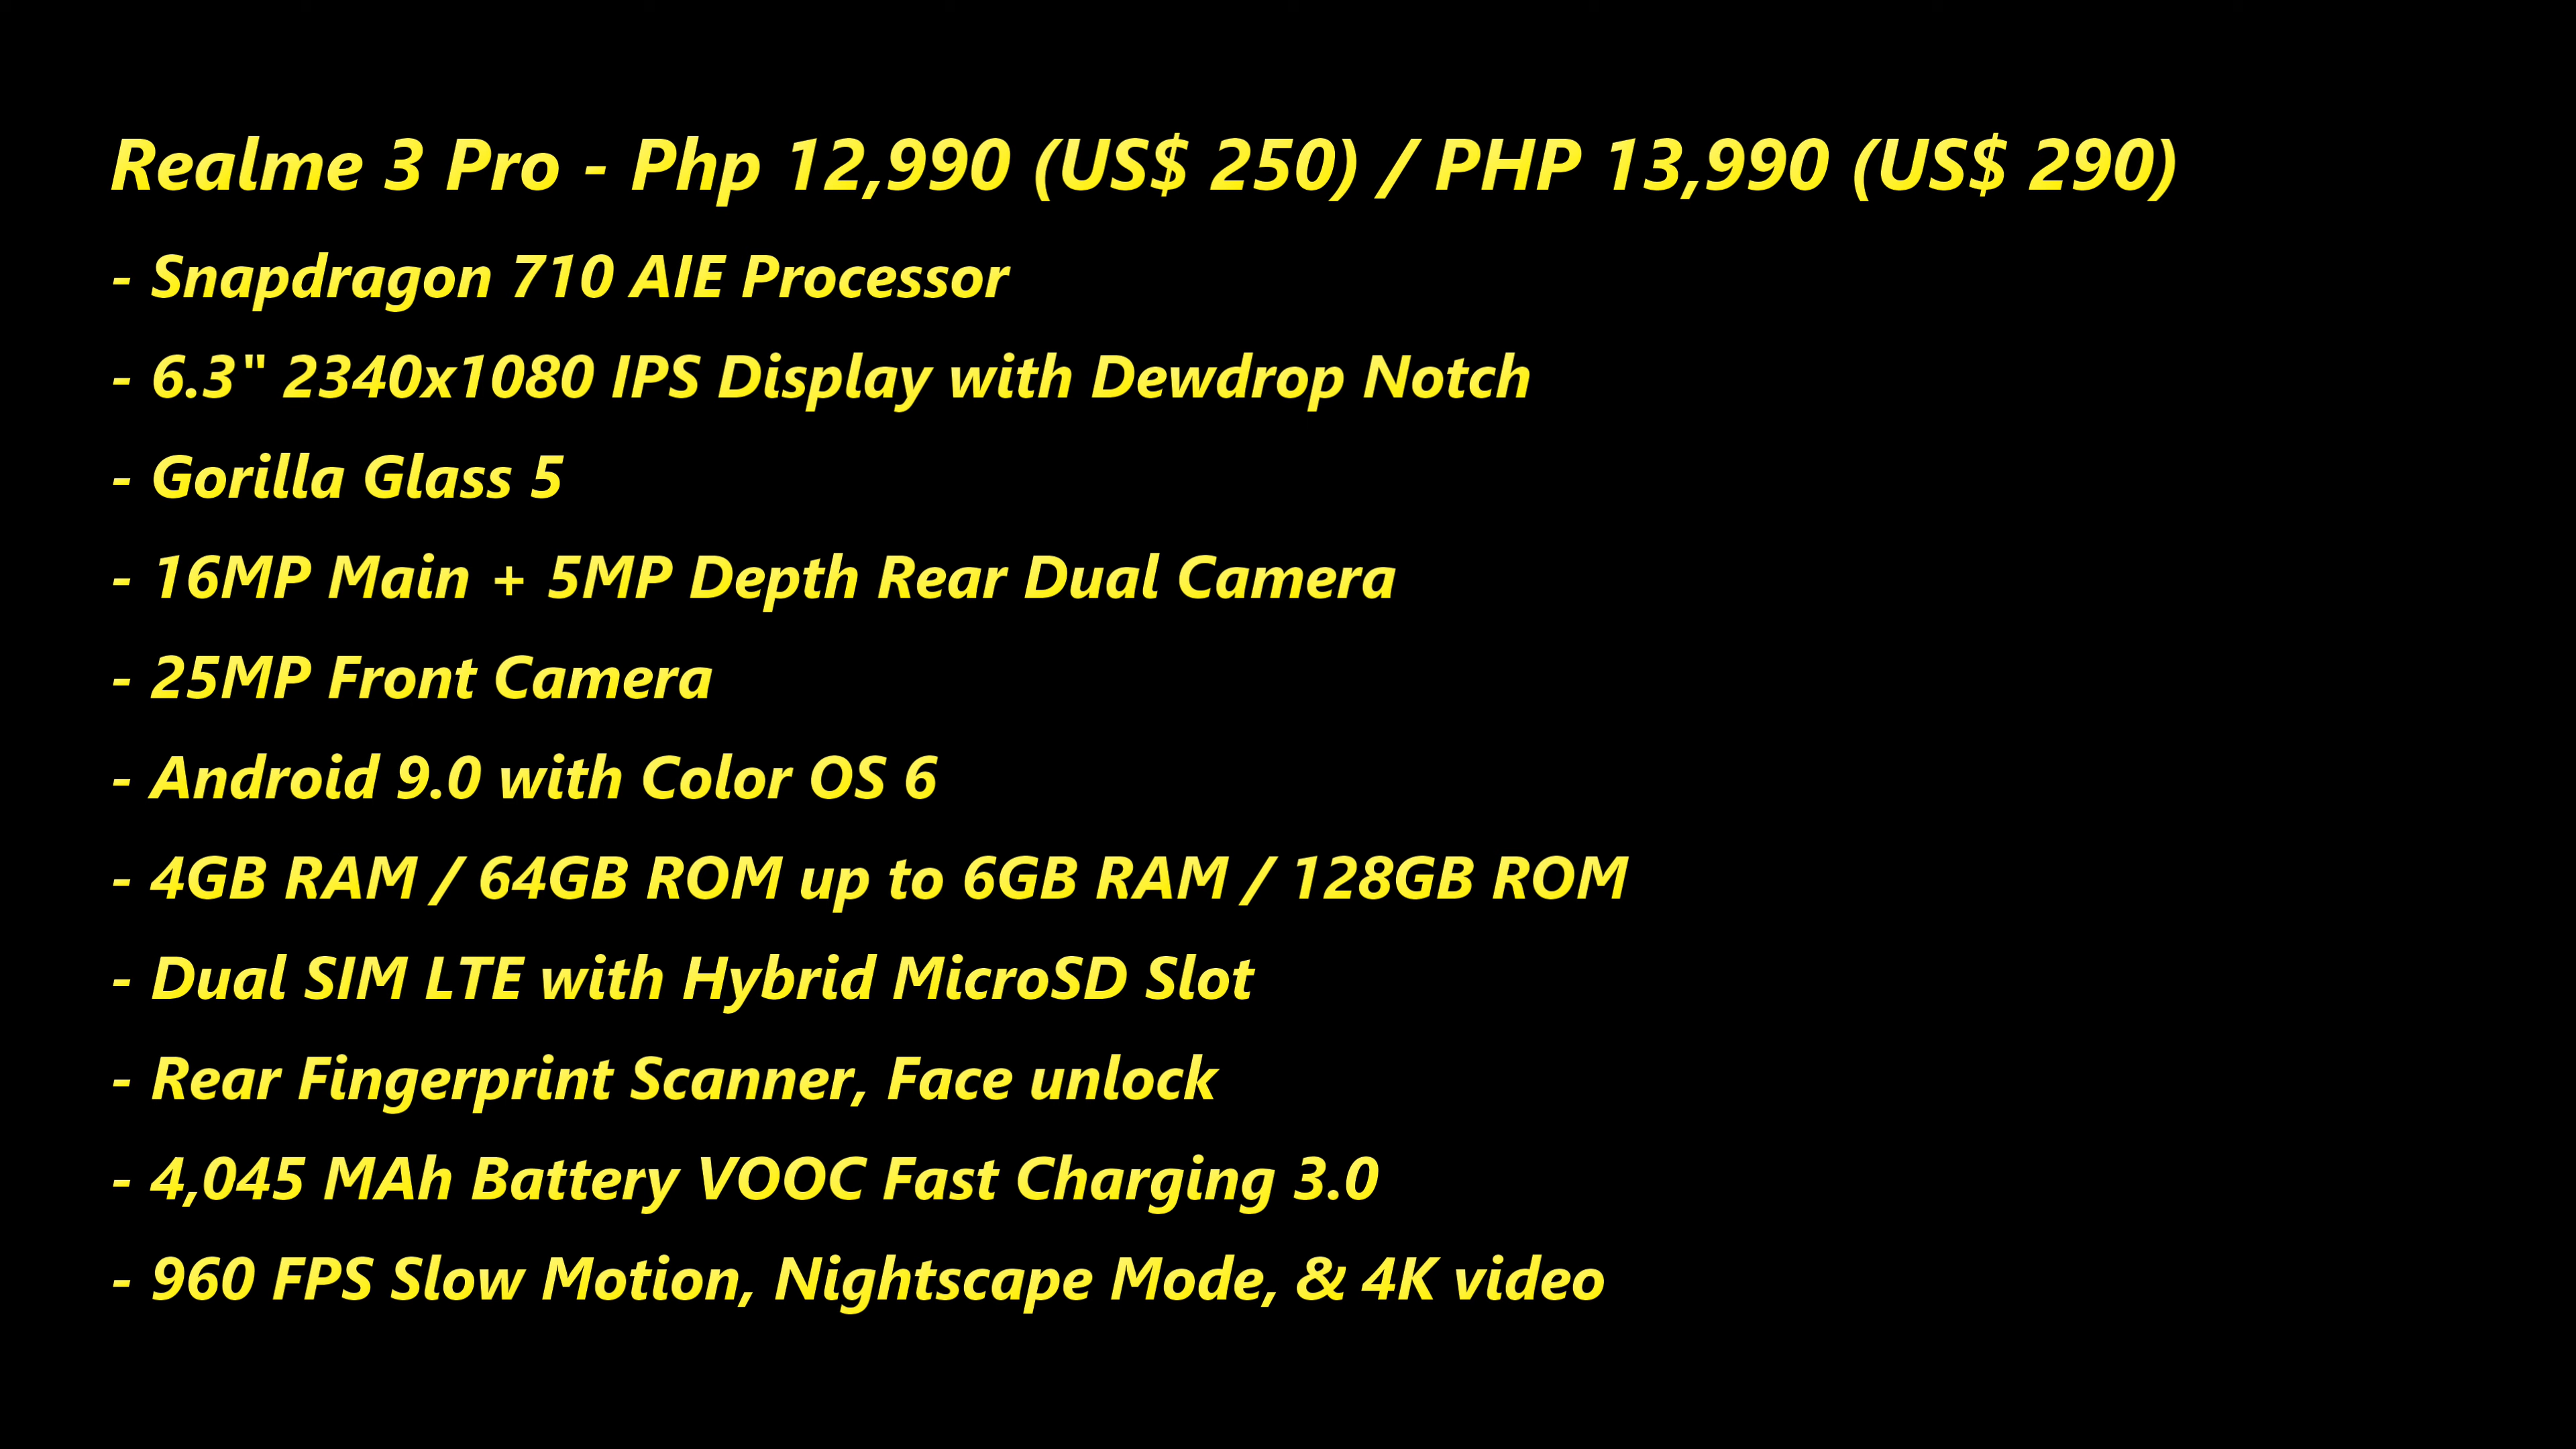 Realme 3 Pro - Php 12,990 (US$ 250) / PHP 13,990 (US$ 290)
- Snapdragon 710 AIE Processor
- 6.3" 2340x1080 IPS Display with Dewdrop Notch
- Gorilla Glass 5
- 16MP Main + 5MP Depth Rear Dual Camera
- 25MP Front Camera
- Android 9.0 with Color OS 6
- 4GB RAM / 64GB ROM up to 6GB RAM / 128GB ROM
- Dual SIM LTE with Hybrid MicroSD Slot
- Rear Fingerprint Scanner, Face unlock
- 4,045 MAh Battery VOOC Fast Charging 3.0
- 960 FPS Slow Motion, Nightscape Mode, & 4K video